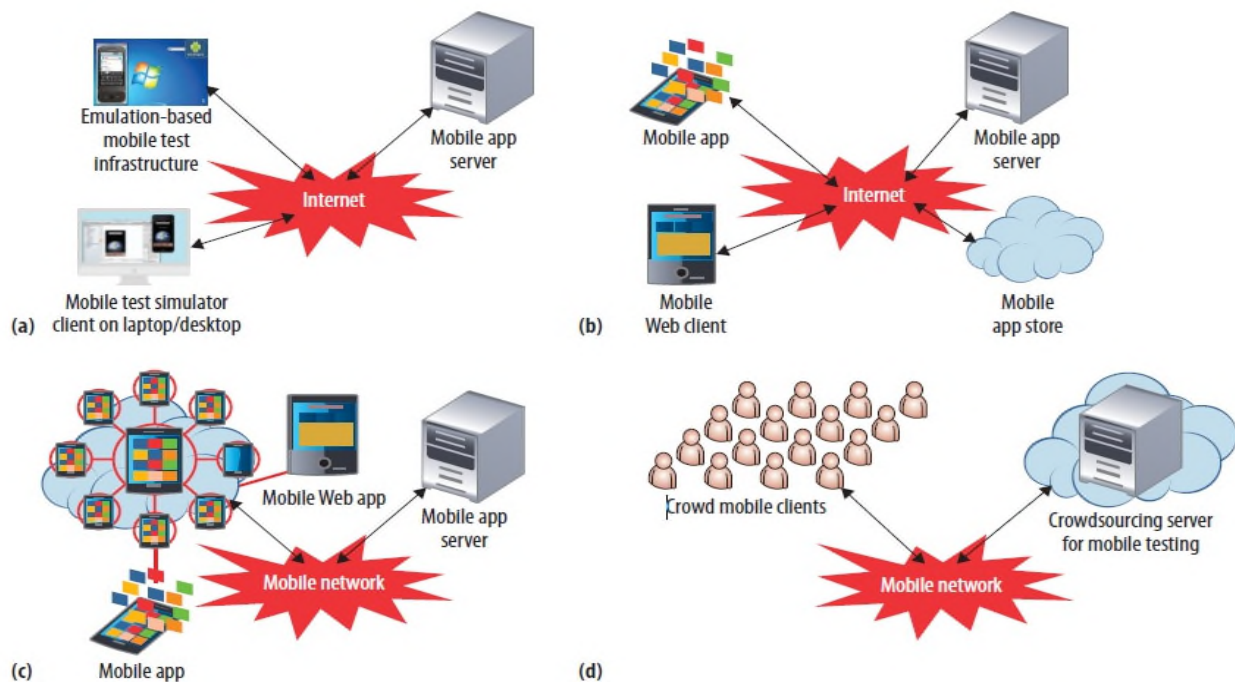 Emulation-based
mobile test
infrastructure
Mobile app
server
Internet
Mobile test simulator
client on laptop/desktop
(a)
Mobile app
Mobile app
server
Internet
Mobile
Web client
Mobile
app store
(b)
Mobile Web app
Mobile app
server
Mobile network
Mobile app
(c)
Crowd mobile clients
Crowdsourcing server
for mobile testing
Mobile network
(d)